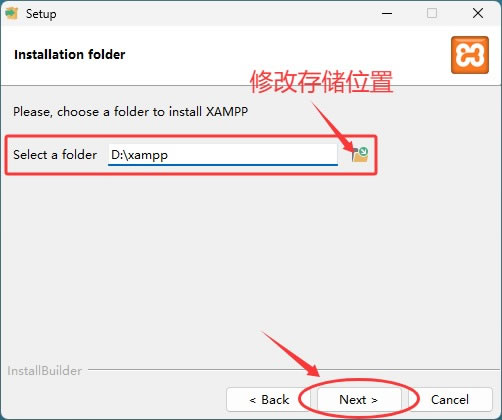 Setup
Installation folder
修改存储位置
Please, choose a folder to install XAMPP
Select a folder D:\xampp
InstallBuilder
< Back Next > Cancel